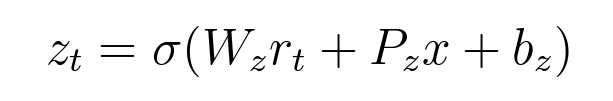 z_t = σ(W_z r_t + P_z x + b_z)